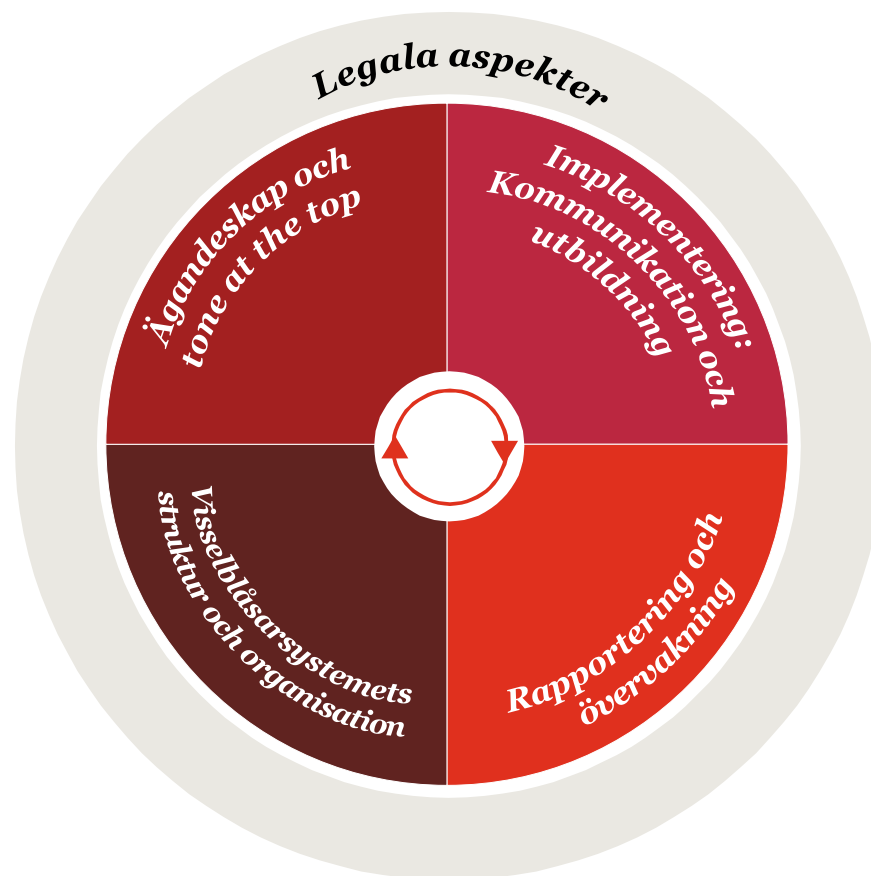 Legala aspekter
Ägandeskap och
tone at the top
Implementering:
Kommunikation och
utbildning
Visselblåsarsystemets
struktur och organisation
Rapportering och
övervakning